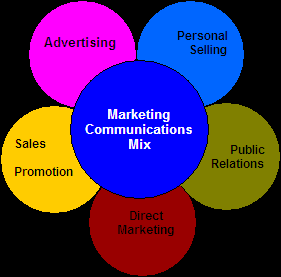 Advertising
Personal
Selling
Marketing
Communications
Mix
Sales
Promotion
Public
Relations
Direct
Marketing